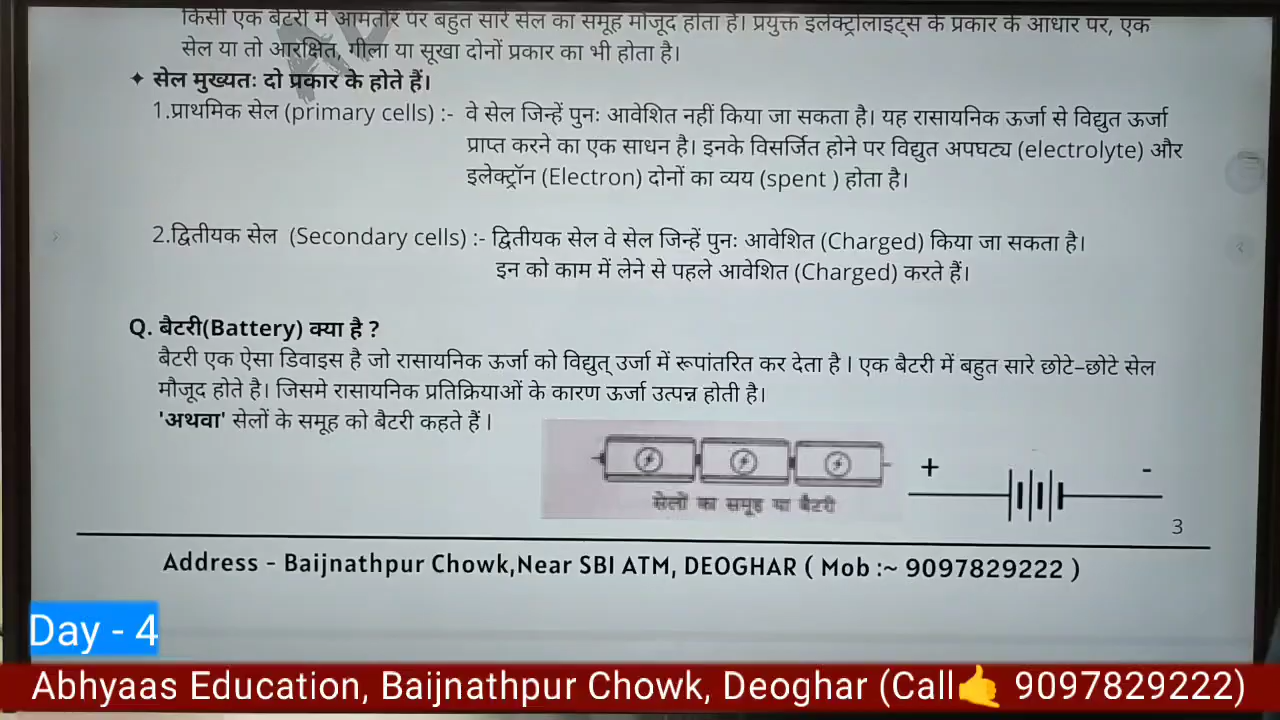 किसी एक बैटरी में आमतौर पर बहुत सारे सेल का समूह मौजूद होता है। प्रयुक्त इलेक्ट्रोलाइट्स के प्रकार के आधार पर, एक
सेल या तो आरक्षित, गीला या सूखा दोनों प्रकार का भी होता है।
✦ सेल मुख्यतः दो प्रकार के होते हैं।
1.प्राथमिक सेल (primary cells) :- वे सेल जिन्हें पुनः आवेशित नहीं किया जा सकता है। यह रासायनिक ऊर्जा से विद्युत ऊर्जा
प्राप्त करने का एक साधन है। इनके विसर्जित होने पर विद्युत अपघट्य (electrolyte) और
इलेक्ट्रॉन (Electron) दोनों का व्यय (spent ) होता है।
2.द्वितीयक सेल (Secondary cells) :- द्वितीयक सेल वे सेल जिन्हें पुनः आवेशित (Charged) किया जा सकता है।
इन को काम में लेने से पहले आवेशित (Charged) करते हैं।
Q. बैटरी(Battery) क्या है ?
बैटरी एक ऐसा डिवाइस है जो रासायनिक ऊर्जा को विद्युत् उर्जा में रूपांतरित कर देता है । एक बैटरी में बहुत सारे छोटे–छोटे सेल
मौजूद होते है। जिसमे रासायनिक प्रतिक्रियाओं के कारण ऊर्जा उत्पन्न होती है।
'अथवा' सेलों के समूह को बैटरी कहते हैं ।
+ -
सेलों का समूह या बैटरी
3
Address - Baijnathpur Chowk,Near SBI ATM, DEOGHAR ( Mob :~ 9097829222 )
Day - 4
Abhyaas Education, Baijnathpur Chowk, Deoghar (Call🤙 9097829222)